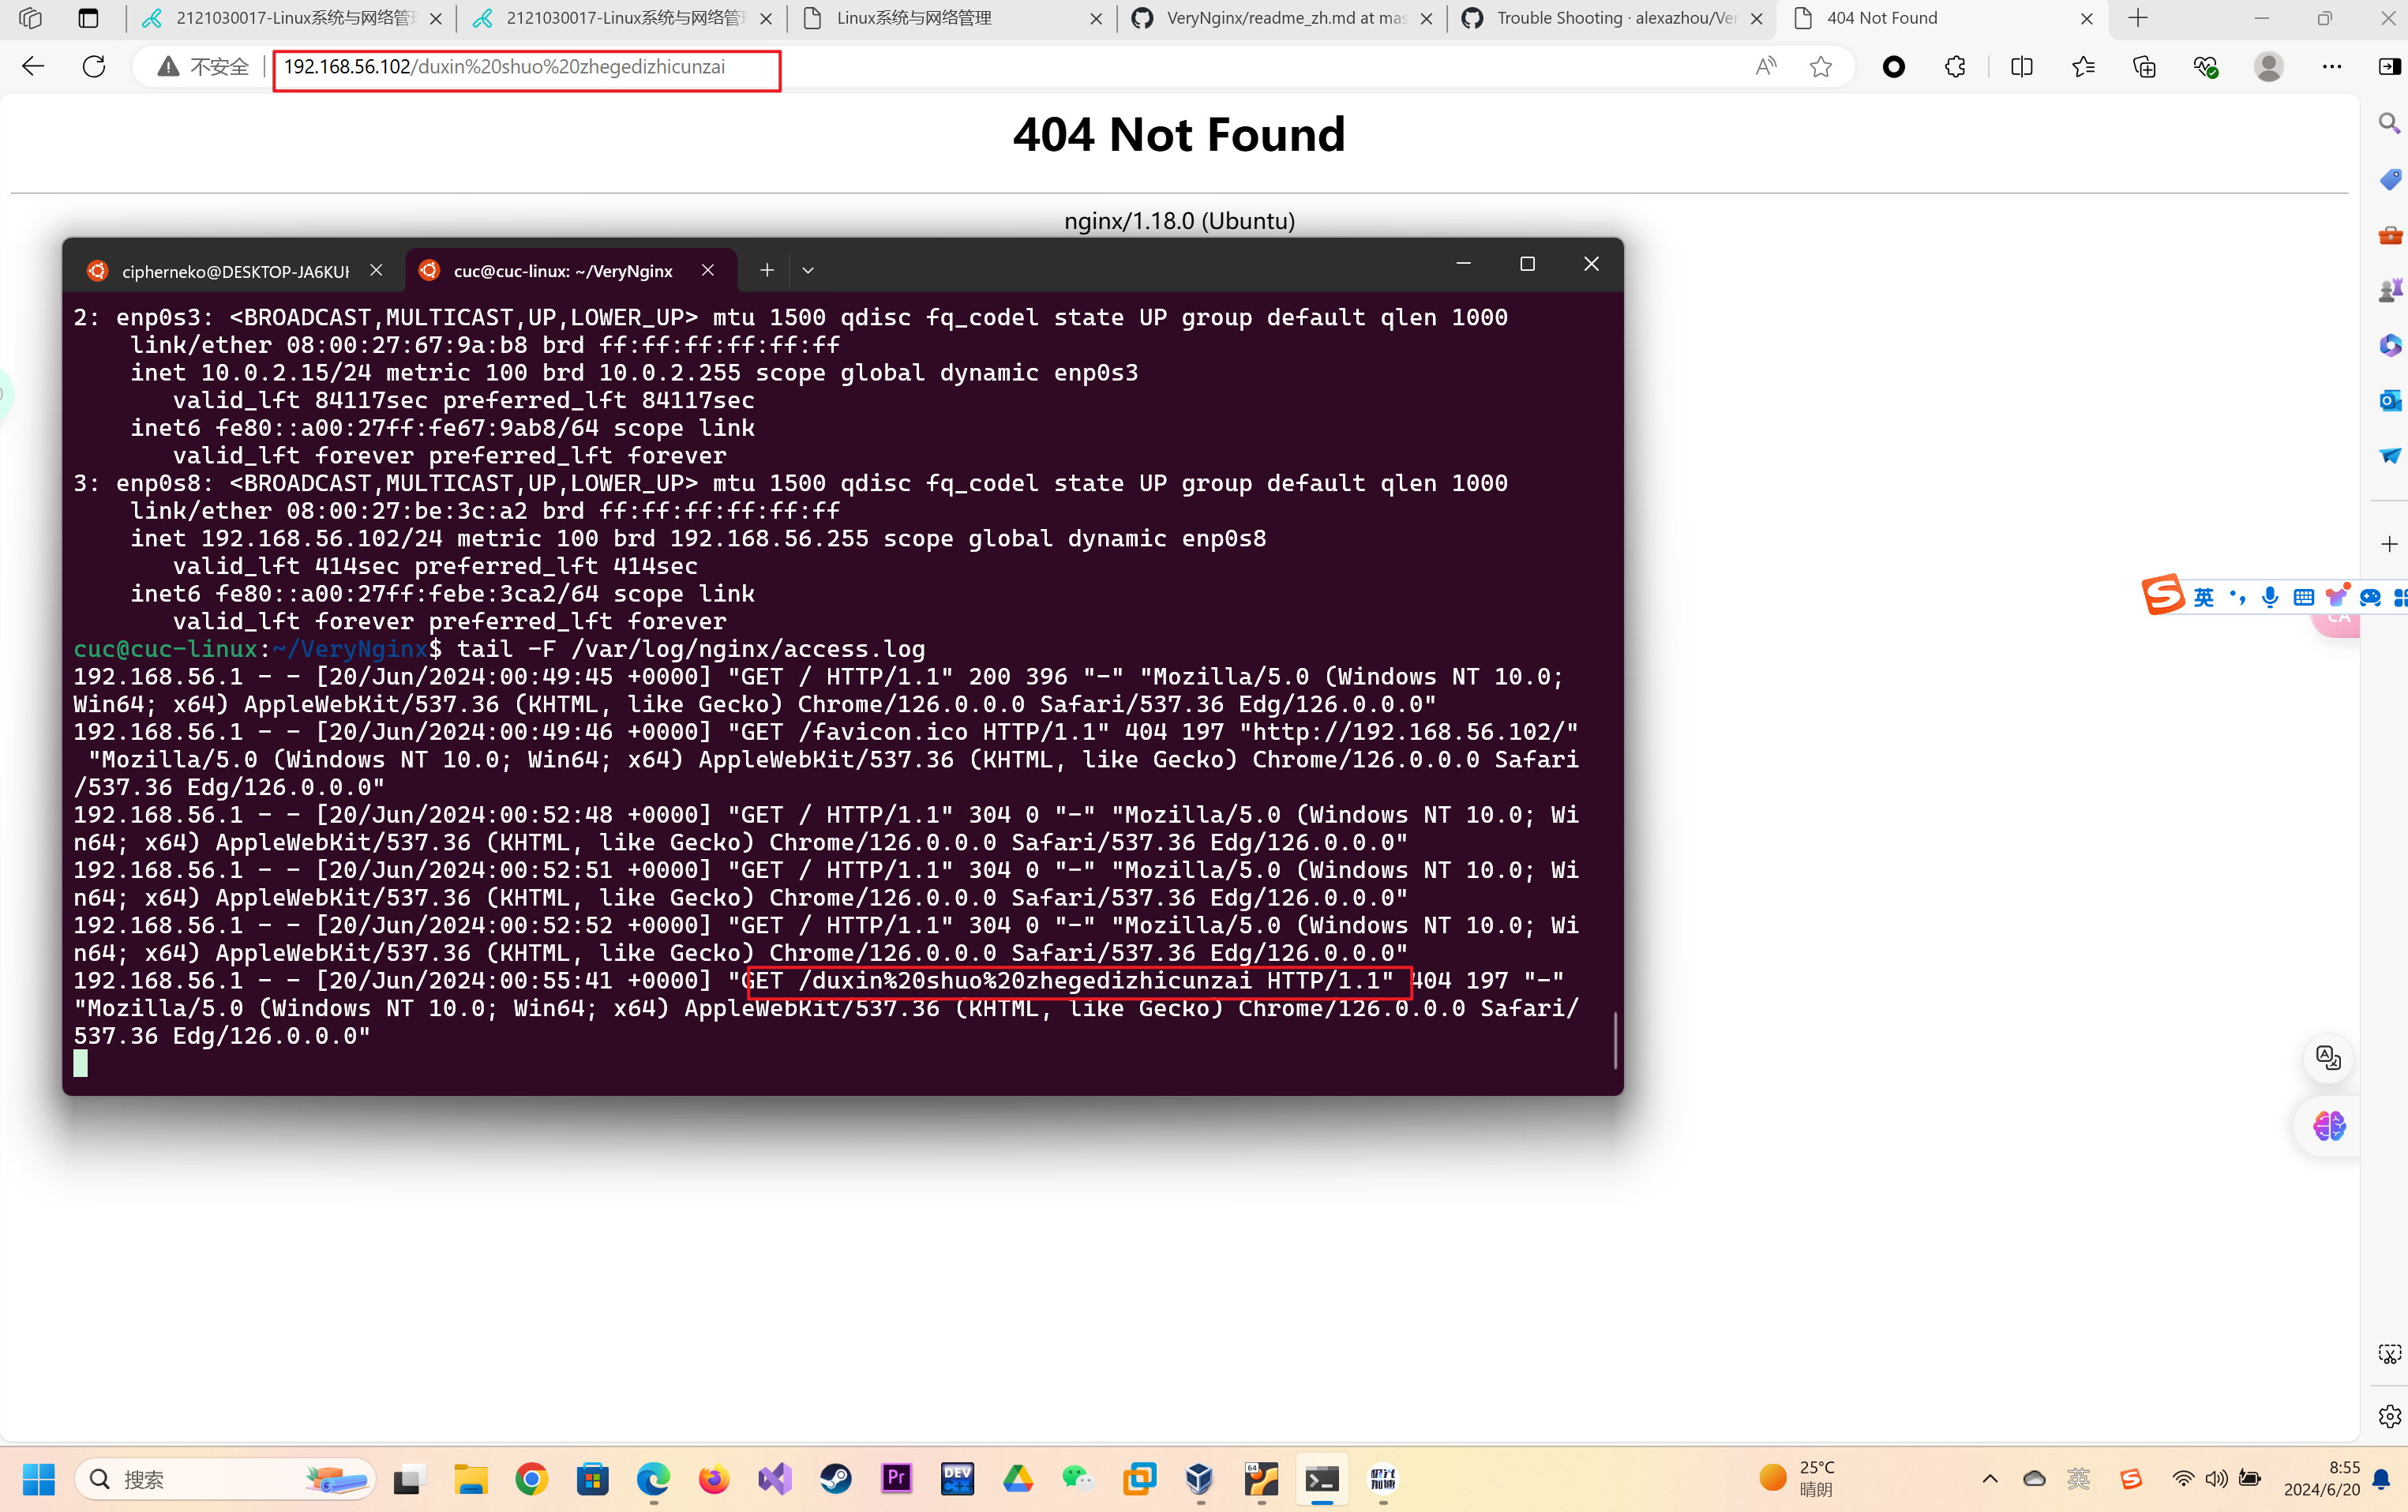 2121030017-Linux系统与网络管
2121030017-Linux系统与网络管
Linux系统与网络管理
VeryNginx/readme_zh.md at mas
Trouble Shooting · alexazhou/Ver
404 Not Found
不安全
192.168.56.102/duxin%20shuo%20zhegedizhicunzai
404 Not Found
nginx/1.18.0 (Ubuntu)
cipherneko@DESKTOP-JA6KU
cuc@cuc-linux: ~/VeryNginx
2: enp0s3: <BROADCAST,MULTICAST,UP,LOWER_UP> mtu 1500 qdisc fq_codel state UP group default qlen 1000
link/ether 08:00:27:67:9a:b8 brd ff:ff:ff:ff:ff:ff
inet 10.0.2.15/24 metric 100 brd 10.0.2.255 scope global dynamic enp0s3
valid_lft 84117sec preferred_lft 84117sec
inet6 fe80::a00:27ff:fe67:9ab8/64 scope link
valid_lft forever preferred_lft forever
3: enp0s8: <BROADCAST,MULTICAST,UP,LOWER_UP> mtu 1500 qdisc fq_codel state UP group default qlen 1000
link/ether 08:00:27:be:3c:a2 brd ff:ff:ff:ff:ff:ff
inet 192.168.56.102/24 metric 100 brd 192.168.56.255 scope global dynamic enp0s8
valid_lft 414sec preferred_lft 414sec
inet6 fe80::a00:27ff:febe:3ca2/64 scope link
valid_lft forever preferred_lft forever
cuc@cuc-linux:~/VeryNginx$ tail -F /var/log/nginx/access.log
192.168.56.1 - - [20/Jun/2024:00:49:45 +0000] "GET / HTTP/1.1" 200 396 "-" "Mozilla/5.0 (Windows NT 10.0;
Win64; x64) AppleWebKit/537.36 (KHTML, like Gecko) Chrome/126.0.0.0 Safari/537.36 Edg/126.0.0.0"
192.168.56.1 - - [20/Jun/2024:00:49:46 +0000] "GET /favicon.ico HTTP/1.1" 404 197 "http://192.168.56.102/"
"Mozilla/5.0 (Windows NT 10.0; Win64; x64) AppleWebKit/537.36 (KHTML, like Gecko) Chrome/126.0.0.0 Safari
/537.36 Edg/126.0.0.0"
192.168.56.1 - - [20/Jun/2024:00:52:48 +0000] "GET / HTTP/1.1" 304 0 "-" "Mozilla/5.0 (Windows NT 10.0; Wi
n64; x64) AppleWebKit/537.36 (KHTML, like Gecko) Chrome/126.0.0.0 Safari/537.36 Edg/126.0.0.0"
192.168.56.1 - - [20/Jun/2024:00:52:51 +0000] "GET / HTTP/1.1" 304 0 "-" "Mozilla/5.0 (Windows NT 10.0; Wi
n64; x64) AppleWebKit/537.36 (KHTML, like Gecko) Chrome/126.0.0.0 Safari/537.36 Edg/126.0.0.0"
192.168.56.1 - - [20/Jun/2024:00:52:52 +0000] "GET / HTTP/1.1" 304 0 "-" "Mozilla/5.0 (Windows NT 10.0; Wi
n64; x64) AppleWebKit/537.36 (KHTML, like Gecko) Chrome/126.0.0.0 Safari/537.36 Edg/126.0.0.0"
192.168.56.1 - - [20/Jun/2024:00:55:41 +0000] "GET /duxin%20shuo%20zhegedizhicunzai HTTP/1.1" 404 197 "-"
"Mozilla/5.0 (Windows NT 10.0; Win64; x64) AppleWebKit/537.36 (KHTML, like Gecko) Chrome/126.0.0.0 Safari/
537.36 Edg/126.0.0.0"
英
搜索
Pr
DEV
C++
64
25°C
晴朗
英
8:55
2024/6/20